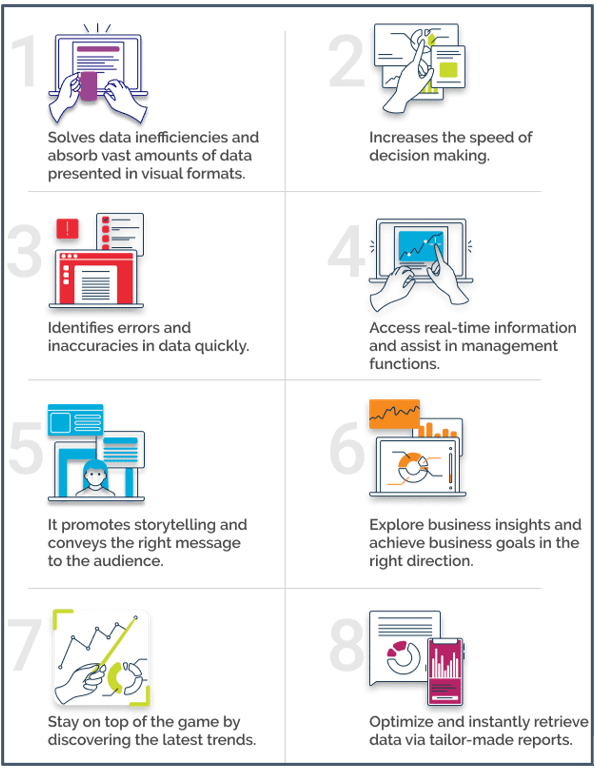 1
Solves data inefficiencies and
absorb vast amounts of data
presented in visual formats.
2
Increases the speed of
decision making.
3
!
Identifies errors and
inaccuracies in data quickly.
4
Access real-time information
and assist in management
functions.
5
It promotes storytelling and
conveys the right message
to the audience.
6
Explore business insights and
achieve business goals in the
right direction.
7
Stay on top of the game by
discovering the latest trends.
8
Optimize and instantly retrieve
data via tailor-made reports.